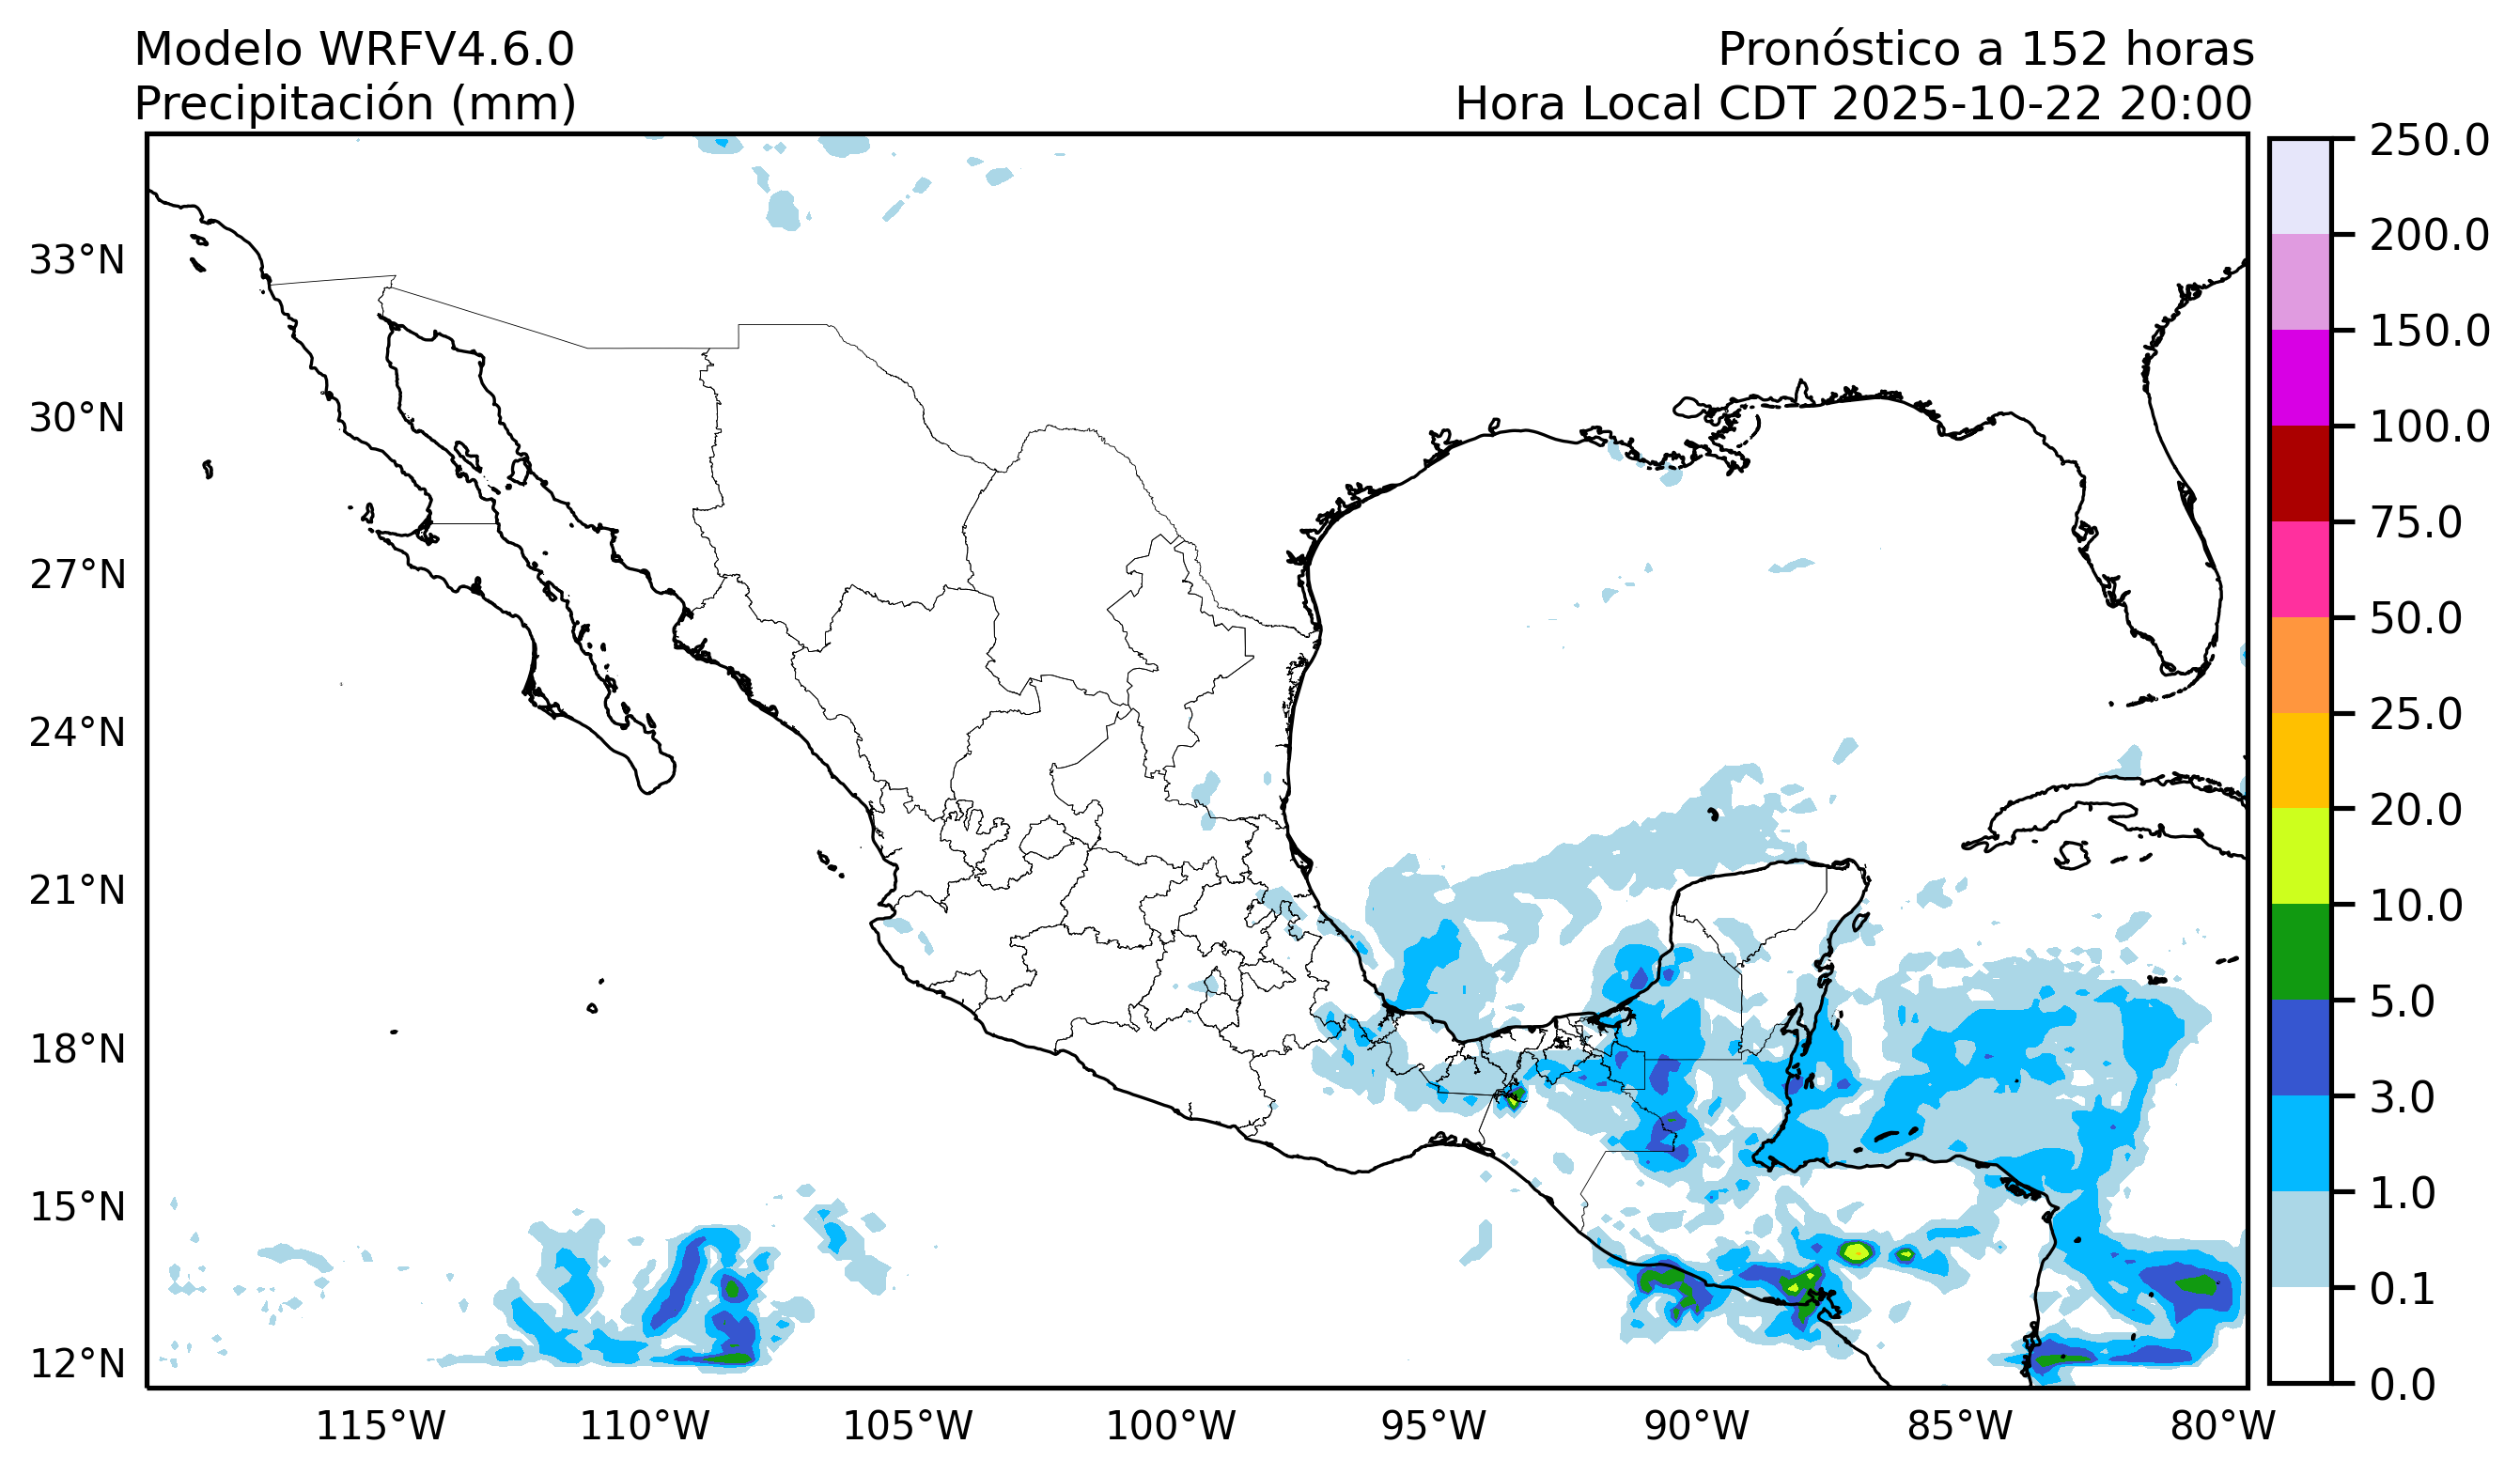 Modelo WRFV4.6.0
Precipitación (mm)
Pronóstico a 152 horas
Hora Local CDT 2025-10-22 20:00
33°N
30°N
27°N
24°N
21°N
18°N
15°N
12°N
115°W
110°W
105°W
100°W
95°W
90°W
85°W
80°W
250.0
200.0
150.0
100.0
75.0
50.0
25.0
20.0
10.0
5.0
3.0
1.0
0.1
0.0